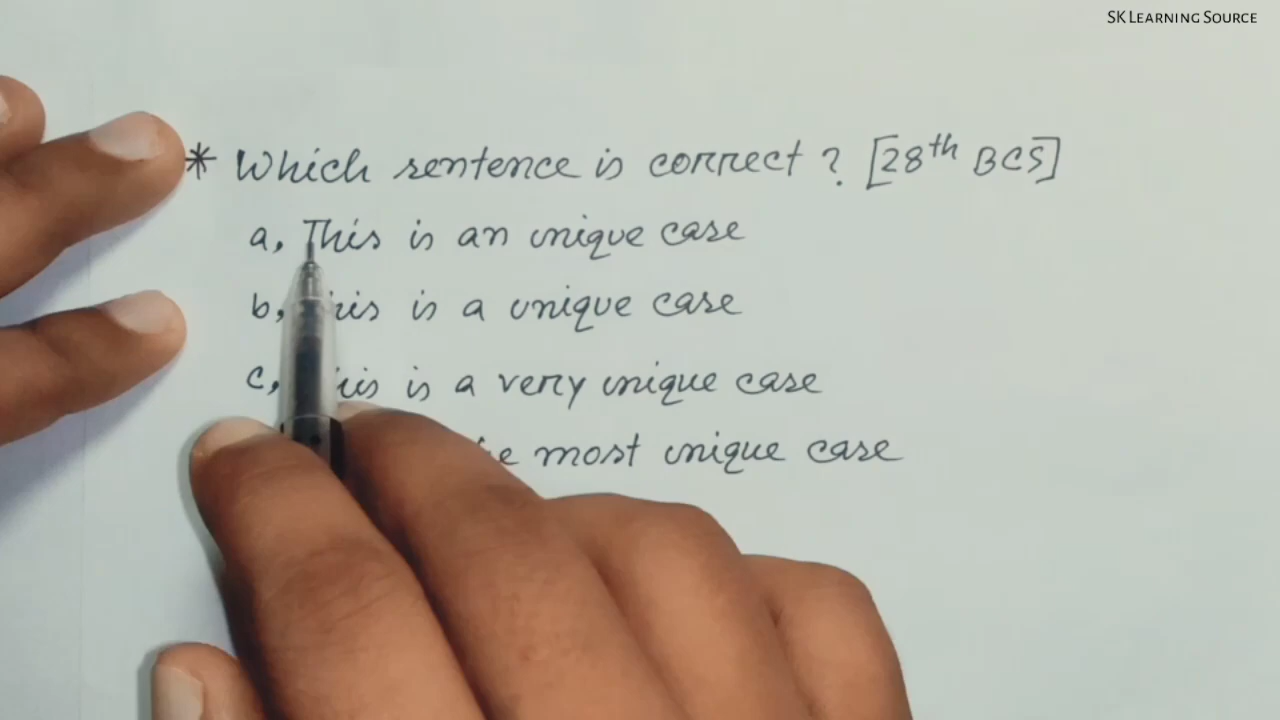 SK LEARNING SOURCE
* Which sentence is correct ? [28th BCS]
a, This is an unique case
b, is a unique case
c, is a very unique case
most unique case